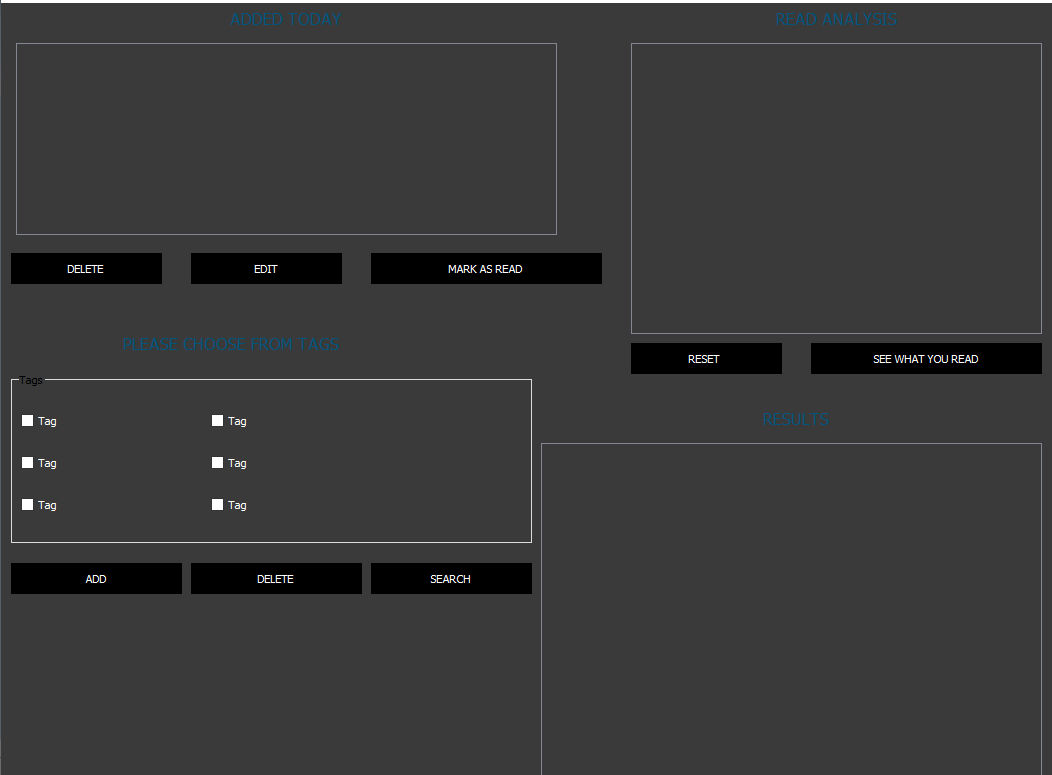 ADDED TODAY
READ ANALYSIS
DELETE
EDIT
MARK AS READ
RESET
SEE WHAT YOU READ
PLEASE CHOOSE FROM TAGS
Tags
Tag
Tag
Tag
Tag
Tag
Tag
ADD
DELETE
SEARCH
RESULTS